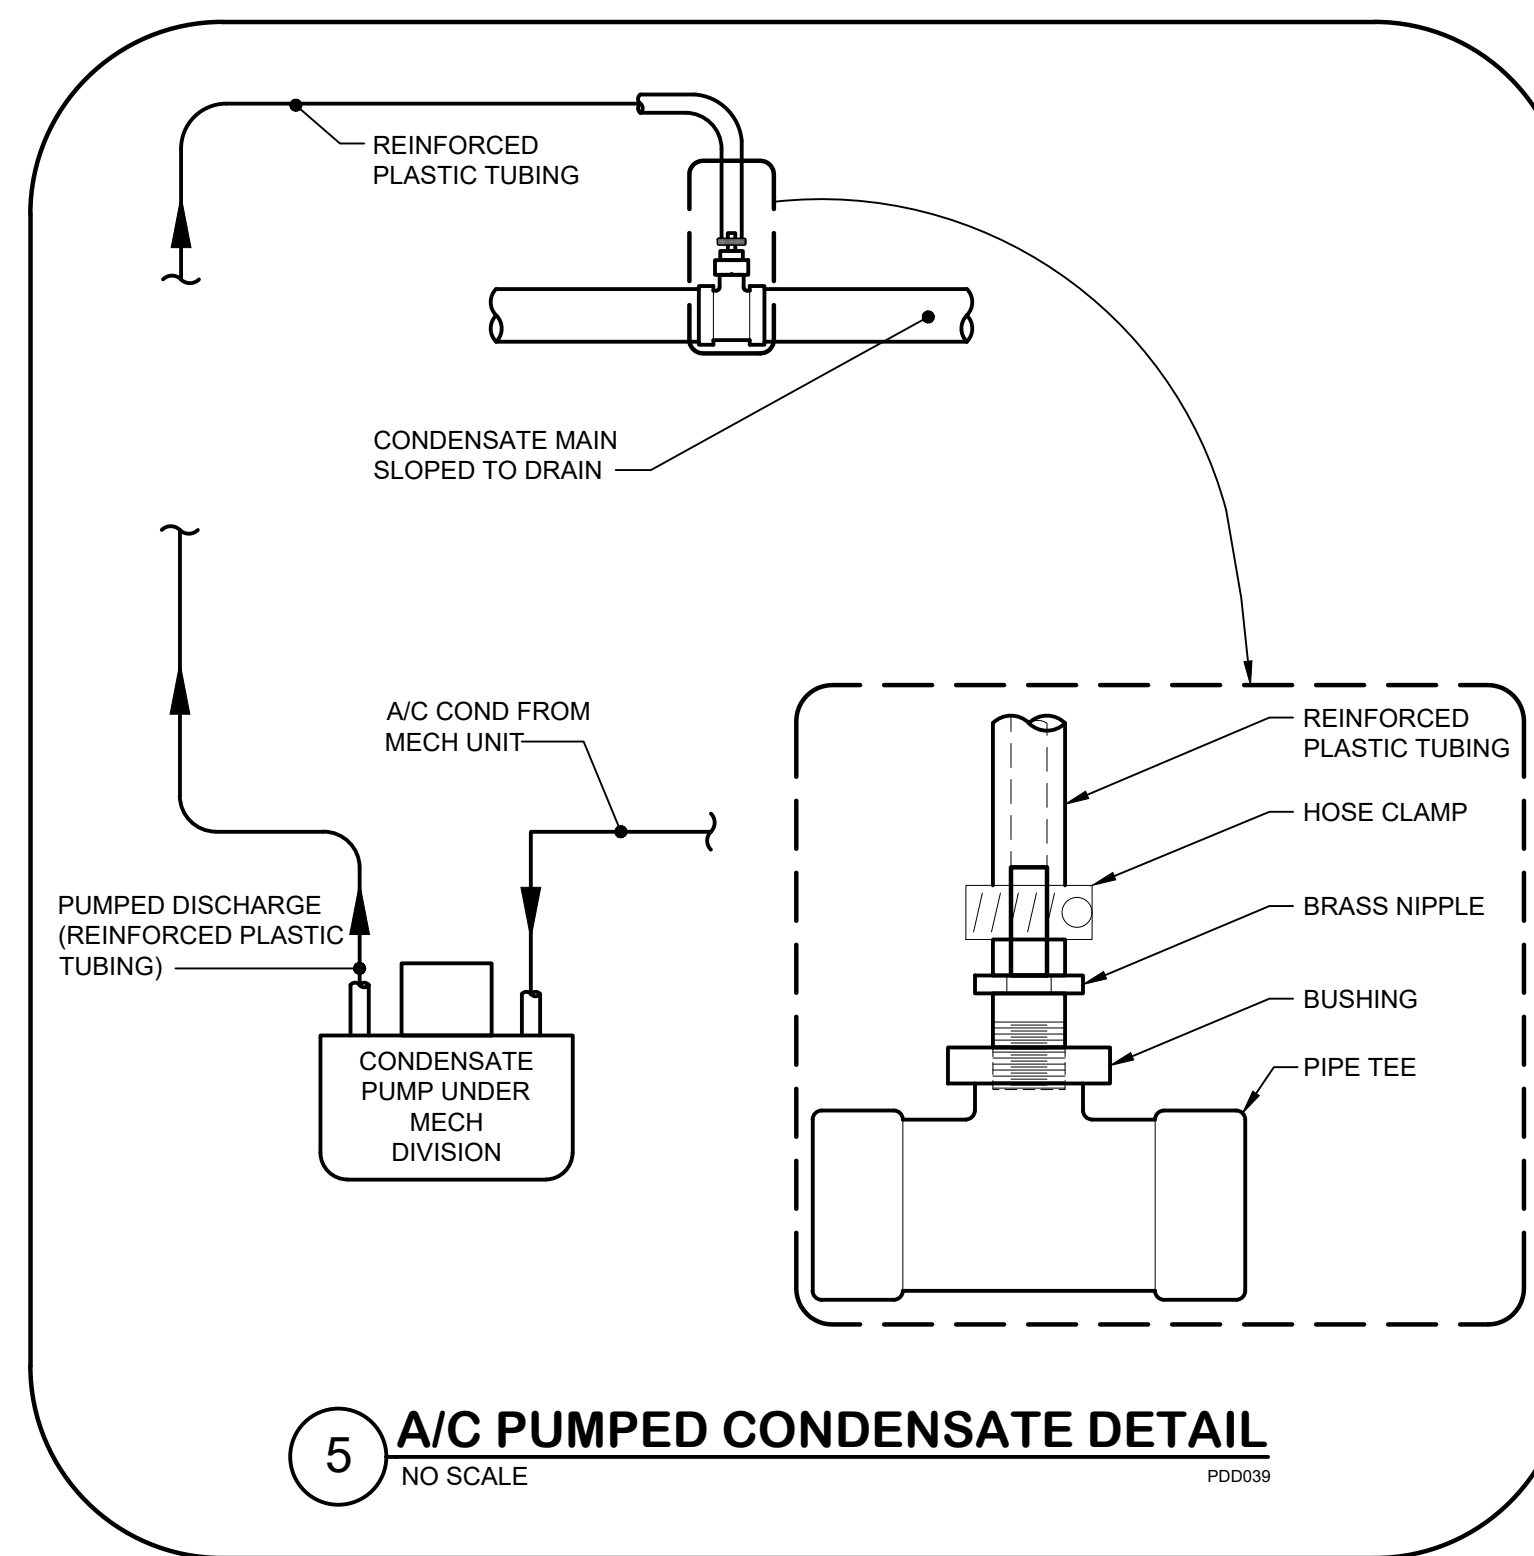 REINFORCED
PLASTIC TUBING
CONDENSATE MAIN
SLOPED TO DRAIN
A/C COND FROM
MECH UNIT
PUMPED DISCHARGE
(REINFORCED PLASTIC
TUBING)
CONDENSATE
PUMP UNDER
MECH
DIVISION
REINFORCED
PLASTIC TUBING
HOSE CLAMP
BRASS NIPPLE
BUSHING
PIPE TEE
5
A/C PUMPED CONDENSATE DETAIL
NO SCALE
PDD039